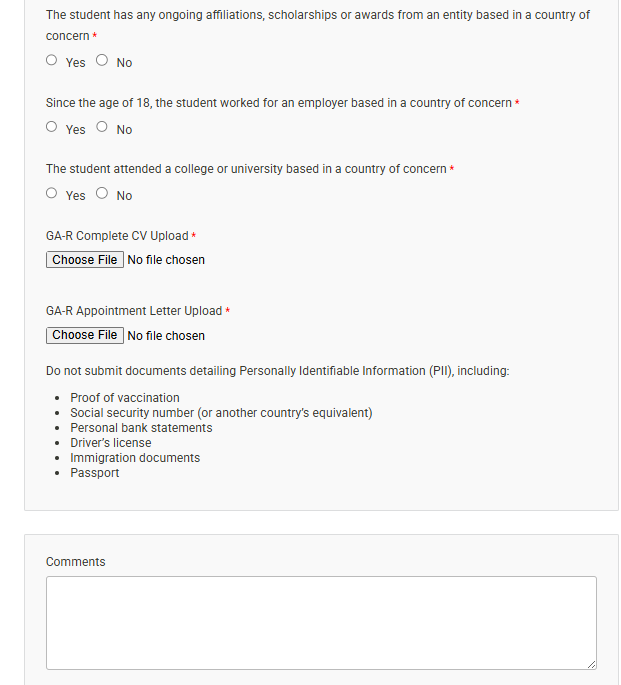 The student has any ongoing affiliations, scholarships or awards from an entity based in a country of
concern *
Yes No
Since the age of 18, the student worked for an employer based in a country of concern *
Yes No
The student attended a college or university based in a country of concern *
Yes No
GA-R Complete CV Upload *
Choose File No file chosen
GA-R Appointment Letter Upload *
Choose File No file chosen
Do not submit documents detailing Personally Identifiable Information (PII), including:
• Proof of vaccination
• Social security number (or another country's equivalent)
• Personal bank statements
• Driver's license
• Immigration documents
• Passport
Comments